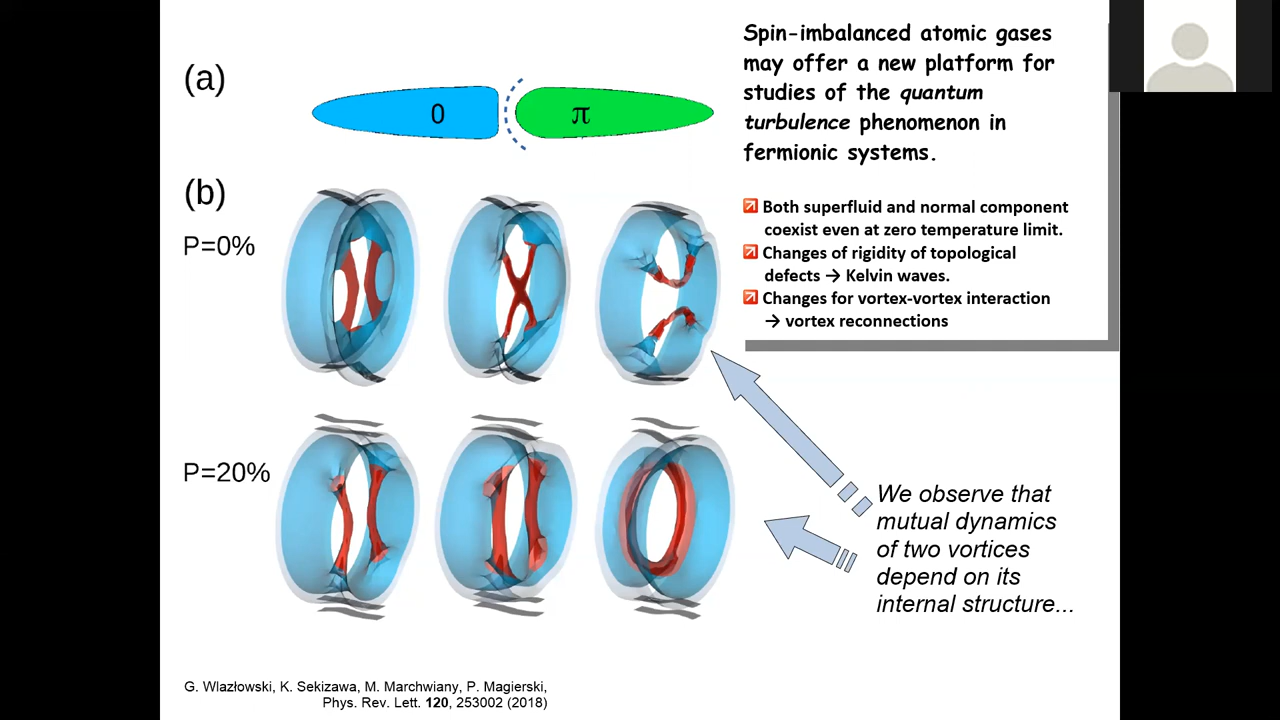 (a)
0
π
(b)
P=0%
P=20%
Spin-imbalanced atomic gases
may offer a new platform for
studies of the quantum
turbulence phenomenon in
fermionic systems.
Both superfluid and normal component
coexist even at zero temperature limit.
Changes of rigidity of topological
defects → Kelvin waves.
Changes for vortex-vortex interaction
→ vortex reconnections
We observe that
mutual dynamics
of two vortices
depend on its
internal structure...
G. Wlazłowski, K. Sekizawa, M. Marchwiany, P. Magierski,
Phys. Rev. Lett. 120, 253002 (2018)